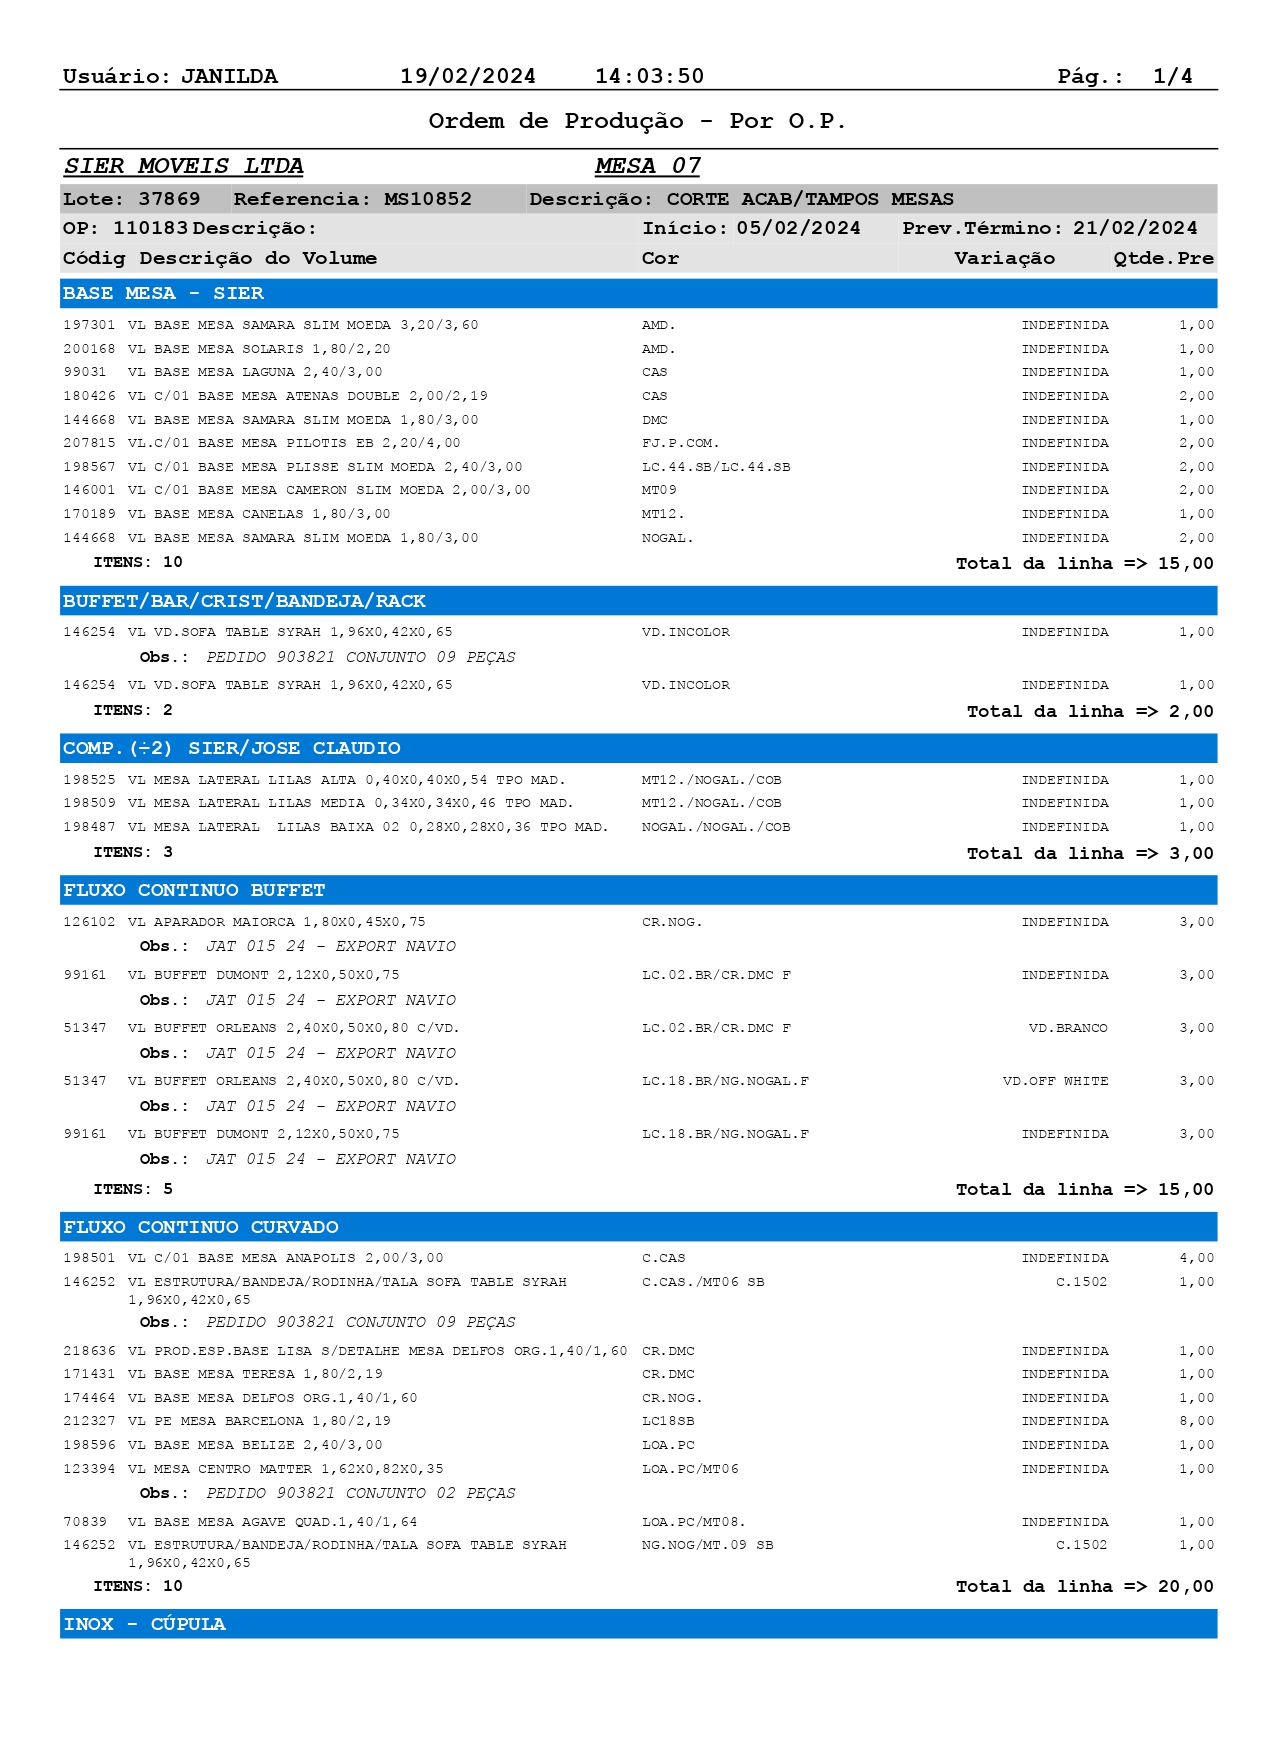 Usuário: JANILDA 19/02/2024 14:03:50 Pág.: 1/4
Ordem de Produção - Por O.P.
SIER MOVEIS LTDA MESA 07
Lote: 37869 Referencia: MS10852 Descrição: CORTE ACAB/TAMPOS MESAS
OP: 110183 Descrição: Início: 05/02/2024 Prev.Término: 21/02/2024
Códig Descrição do Volume Cor Variação Qtde.Pre
BASE MESA - SIER
197301 VL BASE MESA SAMARA SLIM MOEDA 3,20/3,60 AMD. INDEFINIDA 1,00
200168 VL BASE MESA SOLARIS 1,80/2,20 AMD. INDEFINIDA 1,00
99031 VL BASE MESA LAGUNA 2,40/3,00 CAS INDEFINIDA 1,00
180426 VL C/01 BASE MESA ATENAS DOUBLE 2,00/2,19 CAS INDEFINIDA 2,00
144668 VL BASE MESA SAMARA SLIM MOEDA 1,80/3,00 DMC INDEFINIDA 1,00
207815 VL.C/01 BASE MESA PILOTIS EB 2,20/4,00 FJ.P.COM. INDEFINIDA 2,00
198567 VL C/01 BASE MESA PLISSE SLIM MOEDA 2,40/3,00 LC.44.SB/LC.44.SB INDEFINIDA 2,00
146001 VL C/01 BASE MESA CAMERON SLIM MOEDA 2,00/3,00 MT09 INDEFINIDA 2,00
170189 VL BASE MESA CANELAS 1,80/3,00 MT12. INDEFINIDA 1,00
144668 VL BASE MESA SAMARA SLIM MOEDA 1,80/3,00 NOGAL. INDEFINIDA 2,00
ITENS: 10 Total da linha => 15,00
BUFFET/BAR/CRIST/BANDEJA/RACK
146254 VL VD.SOFA TABLE SYRAH 1,96X0,42X0,65 VD.INCOLOR INDEFINIDA 1,00
Obs.: PEDIDO 903821 CONJUNTO 09 PEÇAS
146254 VL VD.SOFA TABLE SYRAH 1,96X0,42X0,65 VD.INCOLOR INDEFINIDA 1,00
ITENS: 2 Total da linha => 2,00
COMP.(÷2) SIER/JOSE CLAUDIO
198525 VL MESA LATERAL LILAS ALTA 0,40X0,40X0,54 TPO MAD. MT12./NOGAL./COB INDEFINIDA 1,00
198509 VL MESA LATERAL LILAS MEDIA 0,34X0,34X0,46 TPO MAD. MT12./NOGAL./COB INDEFINIDA 1,00
198487 VL MESA LATERAL  LILAS BAIXA 02 0,28X0,28X0,36 TPO MAD. NOGAL./NOGAL./COB INDEFINIDA 1,00
ITENS: 3 Total da linha => 3,00
FLUXO CONTINUO BUFFET
126102 VL APARADOR MAIORCA 1,80X0,45X0,75 CR.NOG. INDEFINIDA 3,00
Obs.: JAT 015 24 - EXPORT NAVIO
99161 VL BUFFET DUMONT 2,12X0,50X0,75 LC.02.BR/CR.DMC F INDEFINIDA 3,00
Obs.: JAT 015 24 - EXPORT NAVIO
51347 VL BUFFET ORLEANS 2,40X0,50X0,80 C/VD. LC.02.BR/CR.DMC F VD.BRANCO 3,00
Obs.: JAT 015 24 - EXPORT NAVIO
51347 VL BUFFET ORLEANS 2,40X0,50X0,80 C/VD. LC.18.BR/NG.NOGAL.F VD.OFF WHITE 3,00
Obs.: JAT 015 24 - EXPORT NAVIO
99161 VL BUFFET DUMONT 2,12X0,50X0,75 LC.18.BR/NG.NOGAL.F INDEFINIDA 3,00
Obs.: JAT 015 24 - EXPORT NAVIO
ITENS: 5 Total da linha => 15,00
FLUXO CONTINUO CURVADO
198501 VL C/01 BASE MESA ANAPOLIS 2,00/3,00 C.CAS INDEFINIDA 4,00
146252 VL ESTRUTURA/BANDEJA/RODINHA/TALA SOFA TABLE SYRAH C.CAS./MT06 SB C.1502 1,00
1,96X0,42X0,65
Obs.: PEDIDO 903821 CONJUNTO 09 PEÇAS
218636 VL PROD.ESP.BASE LISA S/DETALHE MESA DELFOS ORG.1,40/1,60 CR.DMC INDEFINIDA 1,00
171431 VL BASE MESA TERESA 1,80/2,19 CR.DMC INDEFINIDA 1,00
174464 VL BASE MESA DELFOS ORG.1,40/1,60 CR.NOG. INDEFINIDA 1,00
212327 VL PE MESA BARCELONA 1,80/2,19 LC18SB INDEFINIDA 8,00
198596 VL BASE MESA BELIZE 2,40/3,00 LOA.PC INDEFINIDA 1,00
123394 VL MESA CENTRO MATTER 1,62X0,82X0,35 LOA.PC/MT06 INDEFINIDA 1,00
Obs.: PEDIDO 903821 CONJUNTO 02 PEÇAS
70839 VL BASE MESA AGAVE QUAD.1,40/1,64 LOA.PC/MT08. INDEFINIDA 1,00
146252 VL ESTRUTURA/BANDEJA/RODINHA/TALA SOFA TABLE SYRAH NG.NOG/MT.09 SB C.1502 1,00
1,96X0,42X0,65
ITENS: 10 Total da linha => 20,00
INOX - CÚPULA